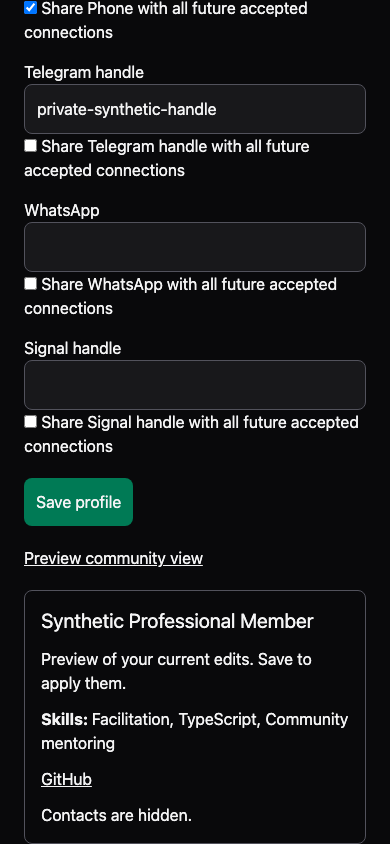 Share Phone with all future accepted
connections
Telegram handle
private-synthetic-handle
Share Telegram handle with all future
accepted connections
WhatsApp
Share WhatsApp with all future accepted
connections
Signal handle
Share Signal handle with all future accepted
connections
Save profile
Preview community view
Synthetic Professional Member
Preview of your current edits. Save to
apply them.
Skills: Facilitation, TypeScript, Community
mentoring
GitHub
Contacts are hidden.